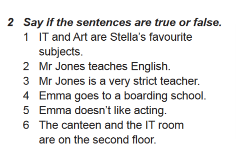 2 Say if the sentences are true or false.
1 IT and Art are Stella's favourite
subjects.
2 Mr Jones teaches English.
3 Mr Jones is a very strict teacher.
4 Emma goes to a boarding school.
5 Emma doesn't like acting.
6 The canteen and the IT room
are on the second floor.